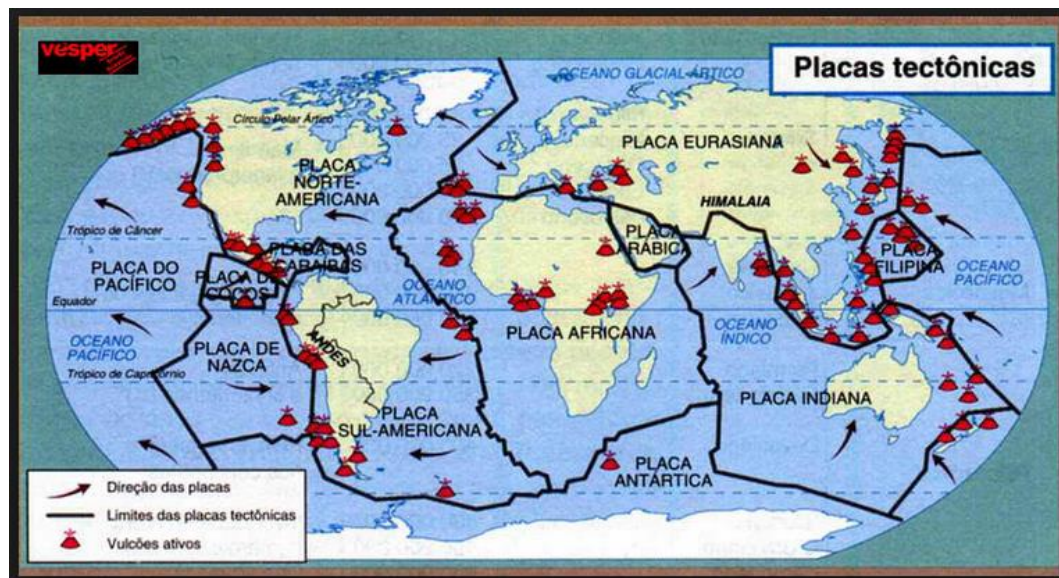 vesper
Placas tectônicas
OCEANO GLACIAL ÁRTICO
Círculo Polar Ártico
PLACA EURASIANA
PLACA
NORTE-
AMERICANA
HIMALAIA
Trópico de Câncer
PLACA DAS
CARAÍBAS
PLACA
ARÁBICA
PLACA
FILIPINA
PLACA DO
PACÍFICO
PLACA DE
COCOS
OCEANO
PACÍFICO
Equador
OCEANO
ATLÂNTICO
PLACA AFRICANA
OCEANO
ÍNDICO
OCEANO
PACÍFICO
PLACA DE
NAZCA
ANDES
Trópico de Capricórnio
PLACA INDIANA
PLACA
SUL-AMERICANA
PLACA
ANTÁRTICA
Direção das placas
Limites das placas tectônicas
Vulcões ativos